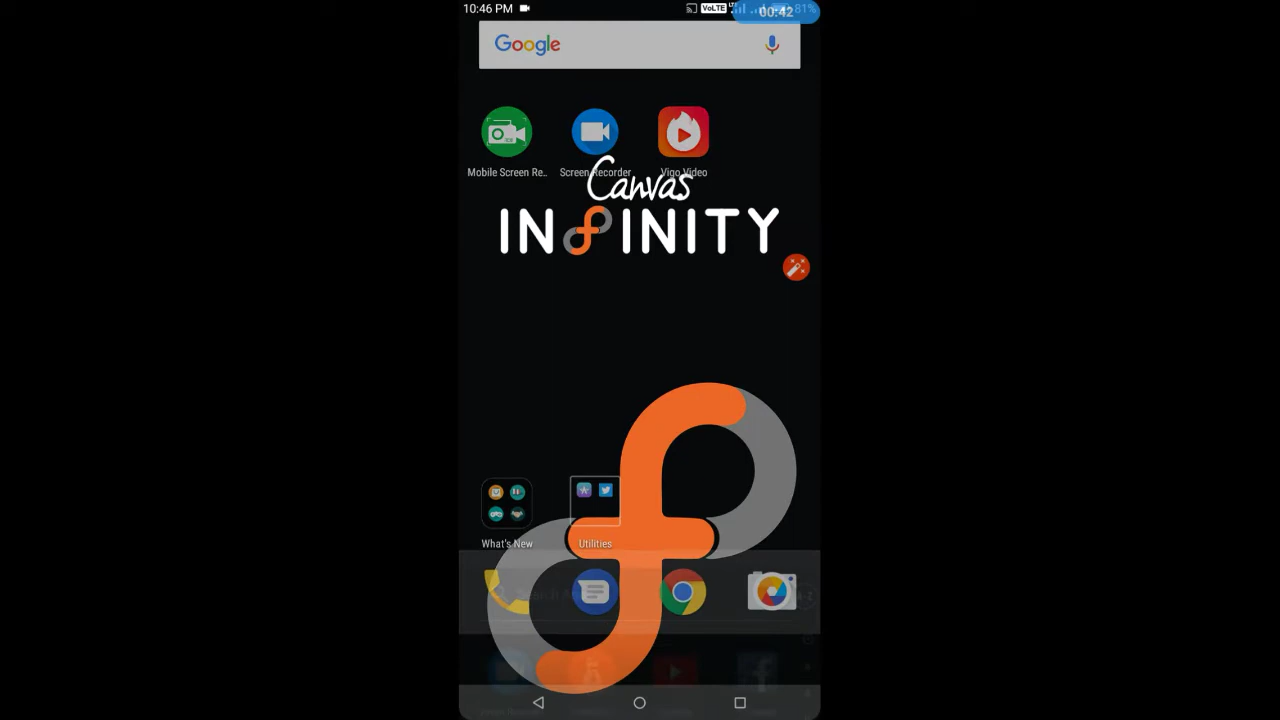 10:46 PM
VoLTE
00:42
81%
Google
Mobile Screen Re..
Screen Recorder
Vigo Video
Canvas
INFINITY
What's New
Utilities